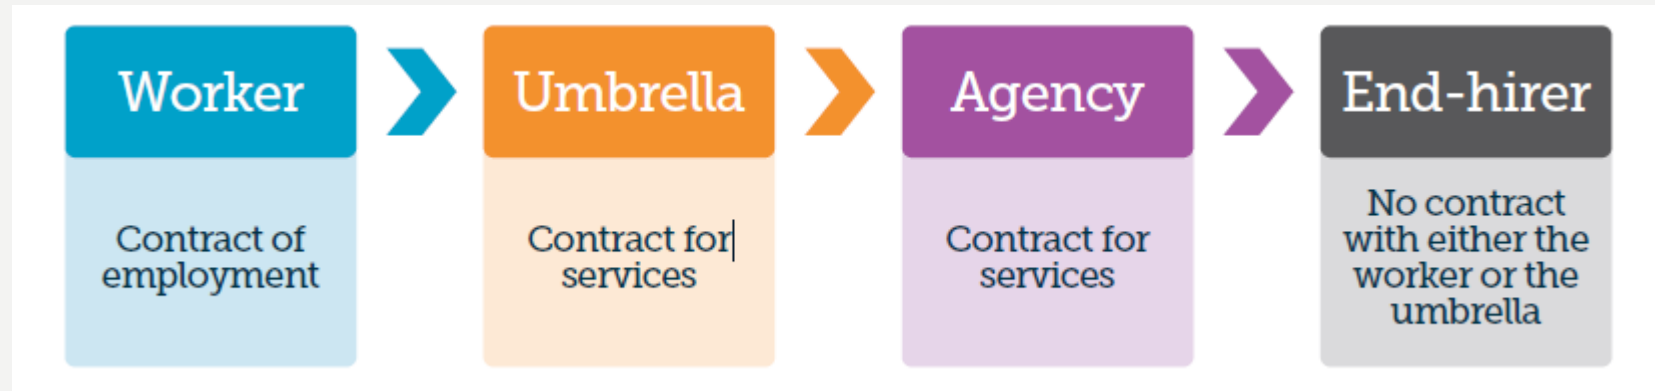 Worker
Contract of
employment
Umbrella
Contract for
services
Agency
Contract for
services
End-hirer
No contract
with either the
worker or the
umbrella